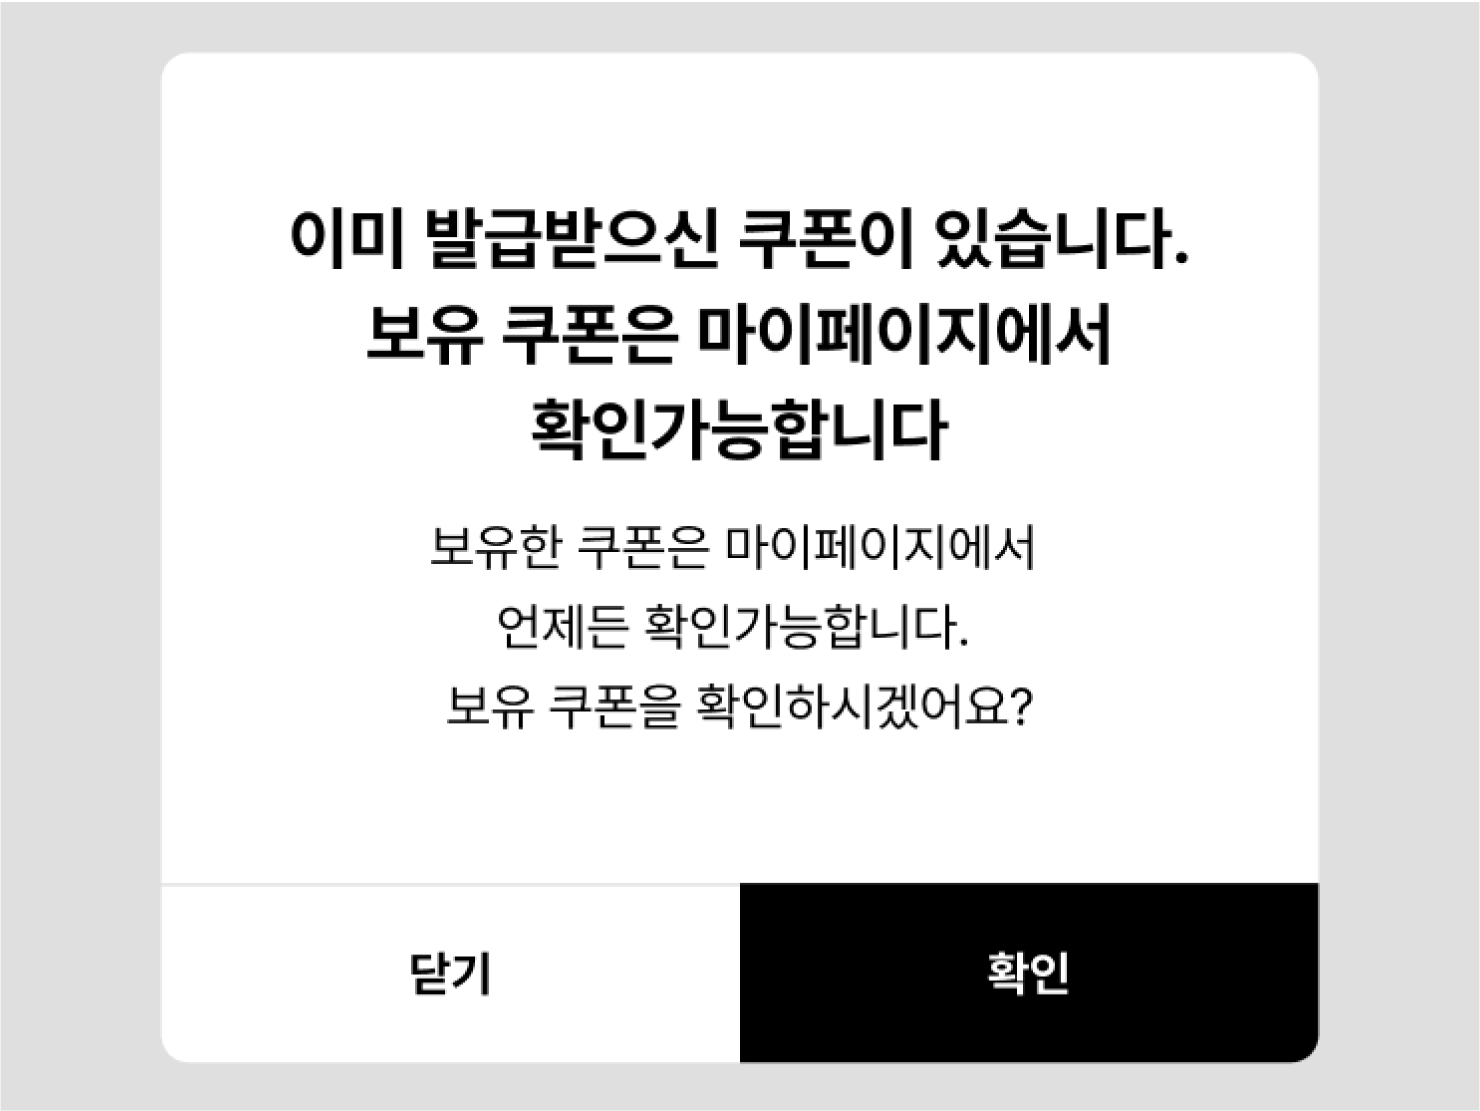 이미 발급받으신 쿠폰이 있습니다.
보유 쿠폰은 마이페이지에서
확인가능합니다
보유한 쿠폰은 마이페이지에서
언제든 확인가능합니다.
보유 쿠폰을 확인하시겠어요?
닫기
확인